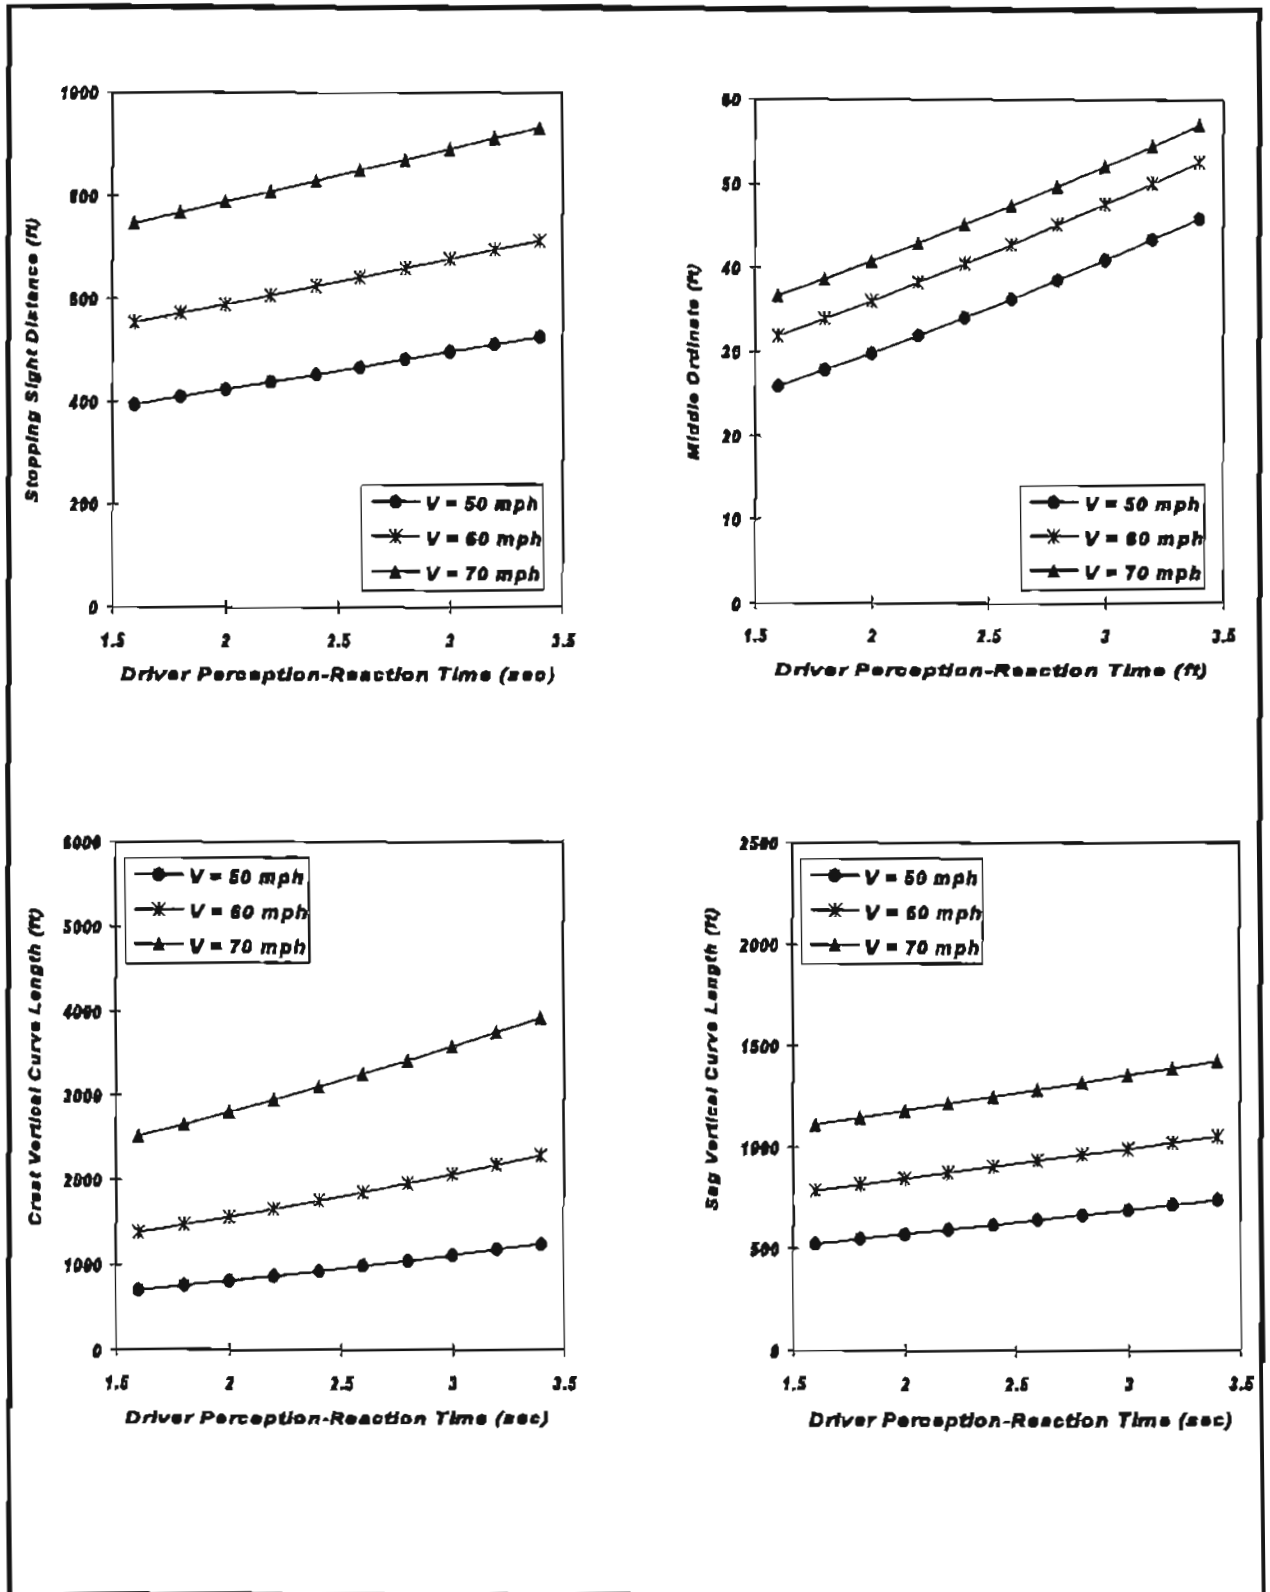 Stopping Sight Distance (ft)
1000
800
600
400
200
0
V = 50 mph
V = 60 mph
V = 70 mph
1.5 2 2.5 3 3.5
Driver Perception-Reaction Time (sec)
Middle Ordinate (ft)
60
50
40
20
10
0
V = 50 mph
V = 60 mph
V = 70 mph
1.5 2 2.5 3 3.5
Driver Perception-Reaction Time (ft)
Crest Vertical Curve Length (ft)
6000
5000
4000
3000
2000
1000
0
V = 50 mph
V = 60 mph
V = 70 mph
1.5 2 2.5 3 3.5
Driver Perception-Reaction Time (sec)
Sag Vertical Curve Length (ft)
2500
2000
1500
1000
500
0
V = 50 mph
V = 60 mph
V = 70 mph
1.5 2 2.5 3 3.5
Driver Perception-Reaction Time (sec)